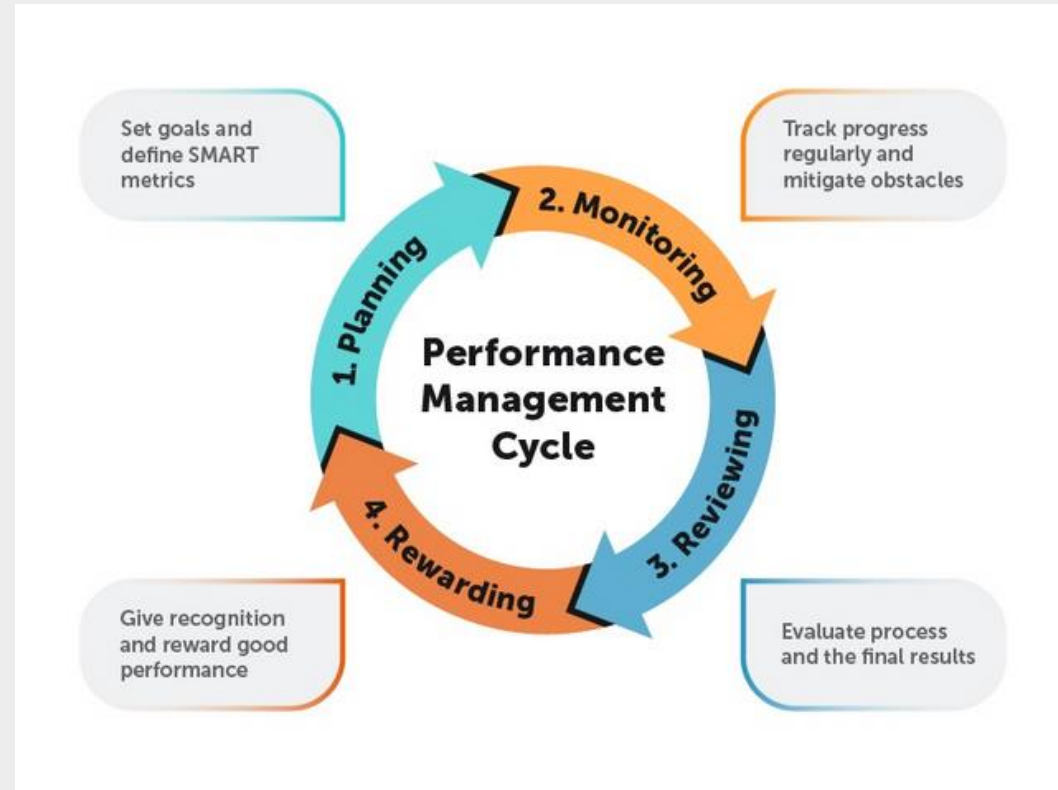 Set goals and
define SMART
metrics
Track progress
regularly and
mitigate obstacles
1. Planning
2. Monitoring
Performance
Management
Cycle
3. Reviewing
4. Rewarding
Give recognition
and reward good
performance
Evaluate process
and the final results